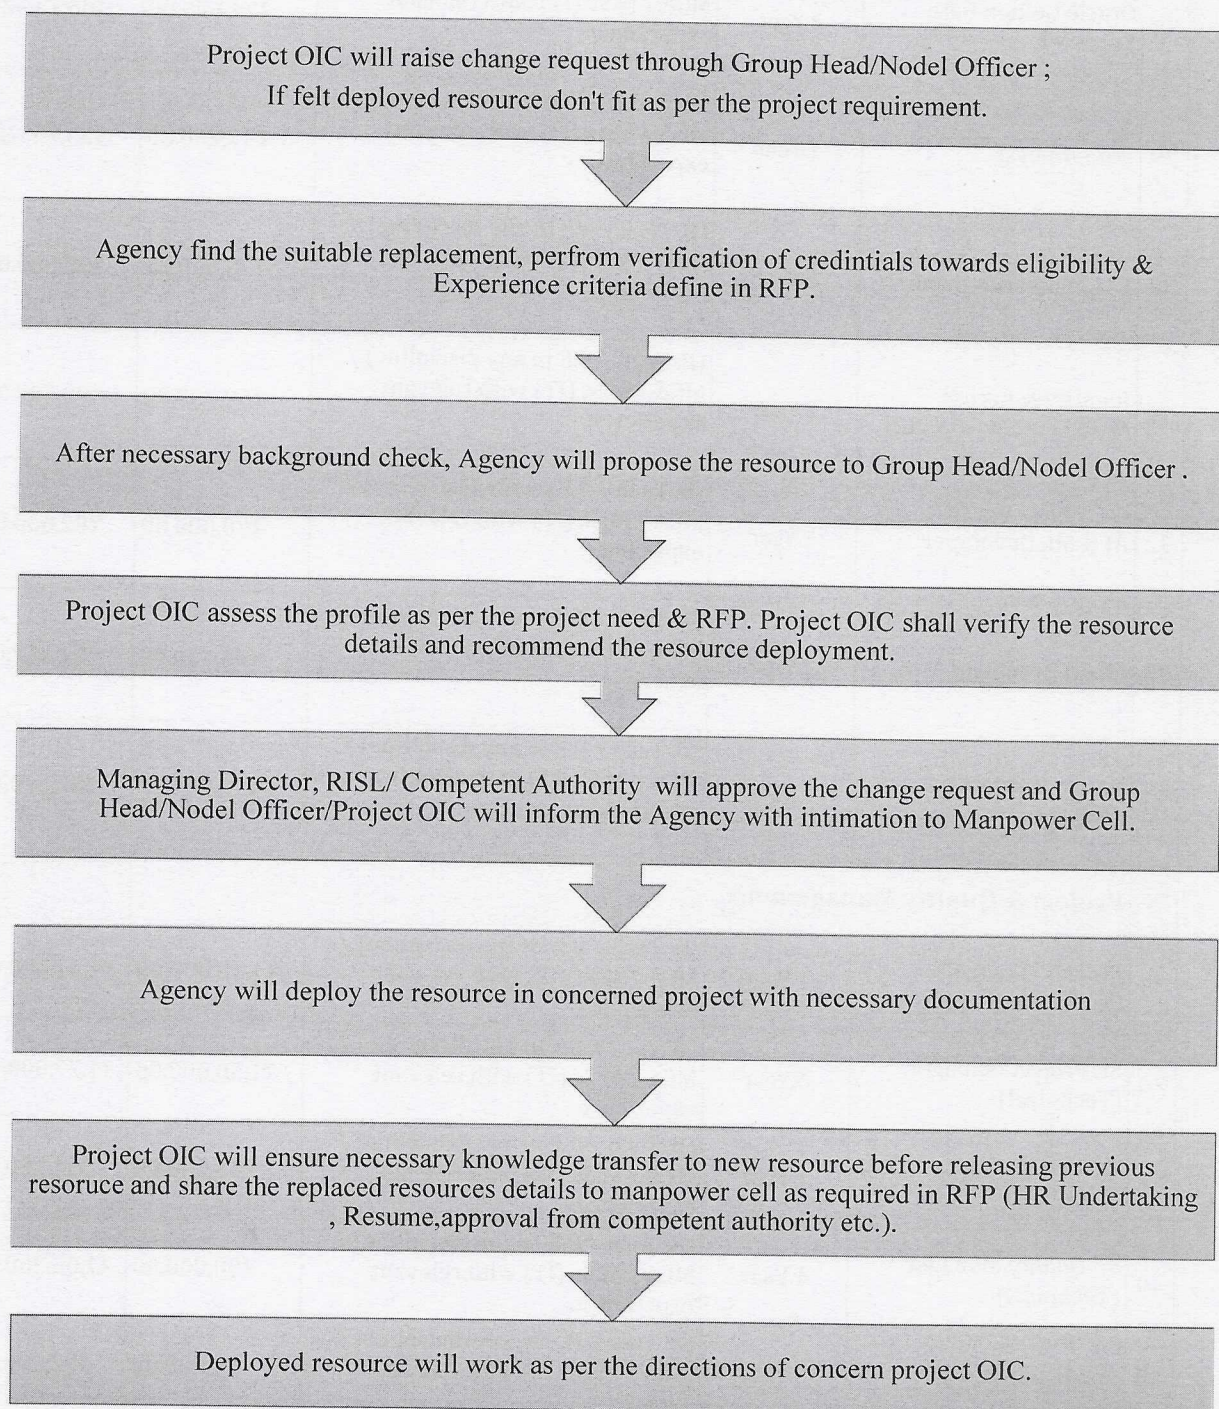 Project OIC will raise change request through Group Head/Nodel Officer ;
If felt deployed resource don't fit as per the project requirement.
Agency find the suitable replacement, perfrom verification of credintials towards eligibility &
Experience criteria define in RFP.
After necessary background check, Agency will propose the resource to Group Head/Nodel Officer .
Project OIC assess the profile as per the project need & RFP. Project OIC shall verify the resource
details and recommend the resource deployment.
Managing Director, RISL/ Competent Authority will approve the change request and Group
Head/Nodel Officer/Project OIC will inform the Agency with intimation to Manpower Cell.
Agency will deploy the resource in concerned project with necessary documentation
Project OIC will ensure necessary knowledge transfer to new resource before releasing previous
resoruce and share the replaced resources details to manpower cell as required in RFP (HR Undertaking
, Resume,approval from competent authority etc.).
Deployed resource will work as per the directions of concern project OIC.